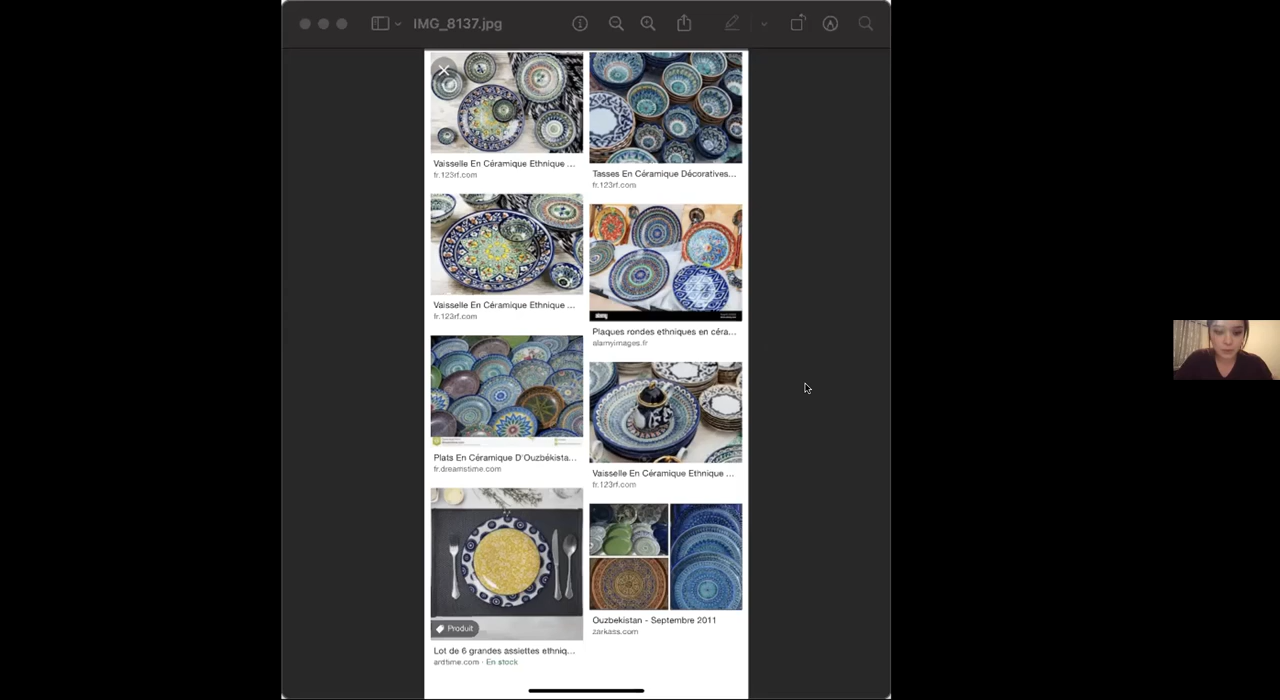 IMG_8137.jpg
Vaisselle En Céramique Ethnique ...
fr.123rf.com
Tasses En Céramique Décoratives...
fr.123rf.com
Vaisselle En Céramique Ethnique ...
fr.123rf.com
Plaques rondes ethniques en céra...
alamyimages.fr
Plats En Céramique D'Ouzbékista...
fr.dreamstime.com
Vaisselle En Céramique Ethnique ...
fr.123rf.com
Produit
Lot de 6 grandes assiettes ethniq...
ardtime.com · En stock
Ouzbekistan - Septembre 2011
zarkass.com